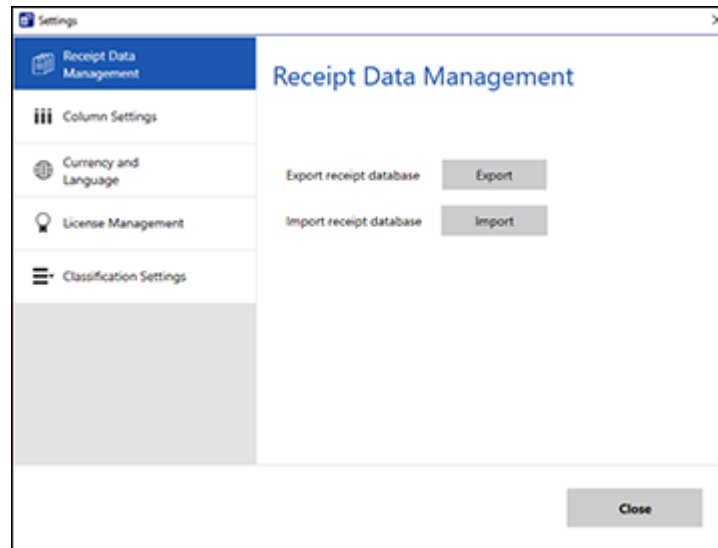 Settings
Receipt Data
Management
Column Settings
Currency and
Language
License Management
Classification Settings
Receipt Data Management
Export receipt database Export
Import receipt database Import
Close